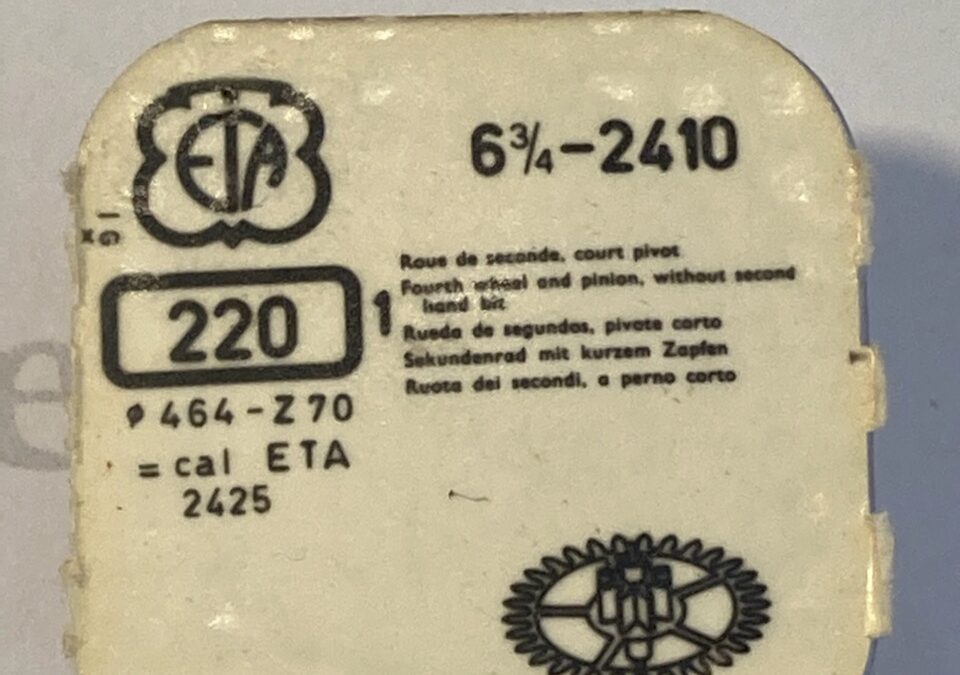 ETA
6¾-2410
220
1
Roue de seconde, court pivot
Fourth wheel and pinion, without second
hand bit
Rueda de segundos, pivote corto
Sekundenrad mit kurzem Zapfen
Ruota dei secondi, a perno corto
ø 464-Z70
= cal ETA
2425